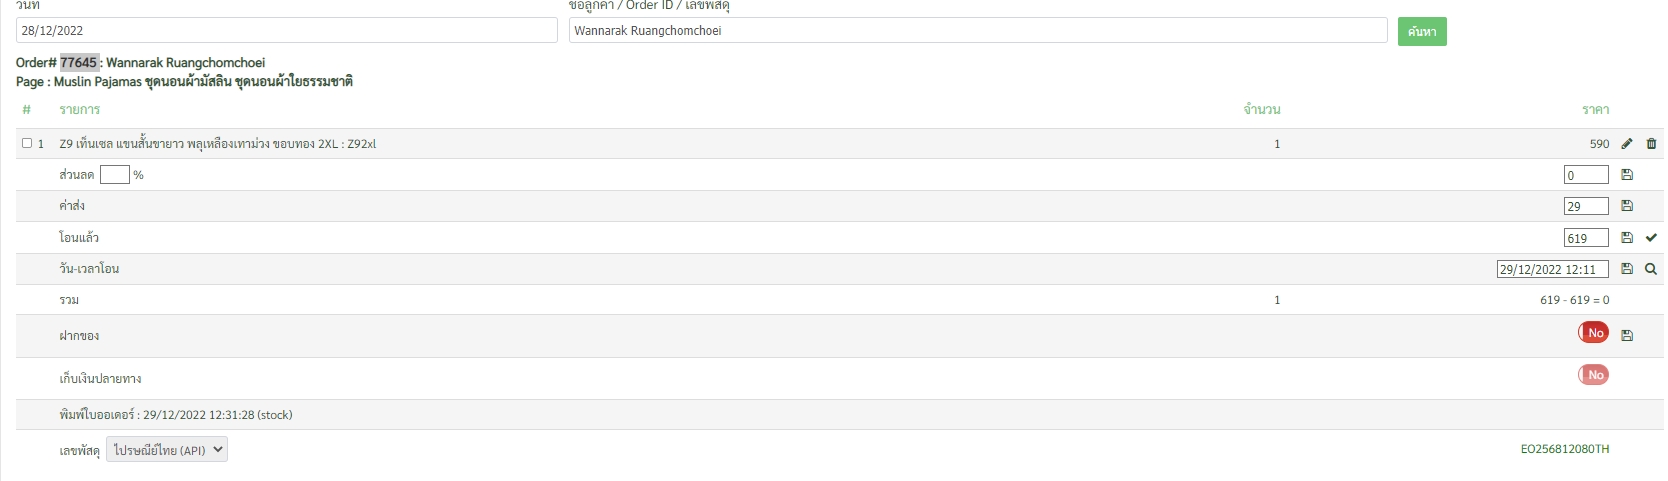 วันที่
ชื่อลูกค้า / Order ID / เลขพัสดุ
28/12/2022
Wannarak Ruangchomchoei
ค้นหา
Order# 77645 : Wannarak Ruangchomchoei
Page : Muslin Pajamas ชุดนอนผ้ามัสลิน ชุดนอนผ้าใยธรรมชาติ
# รายการ จำนวน ราคา
1 Z9 เท็นเซล แขนสั้นขายาว พลุเหลืองเทาม่วง ขอบทอง 2XL : Z92xl 1 590
ส่วนลด % 0
ค่าส่ง 29
โอนแล้ว 619
วัน-เวลาโอน 29/12/2022 12:11
รวม 1 619 - 619 = 0
ฝากของ No
เก็บเงินปลายทาง No
พิมพ์ใบออเดอร์ : 29/12/2022 12:31:28 (stock)
เลขพัสดุ ไปรษณีย์ไทย (API) EO256812080TH